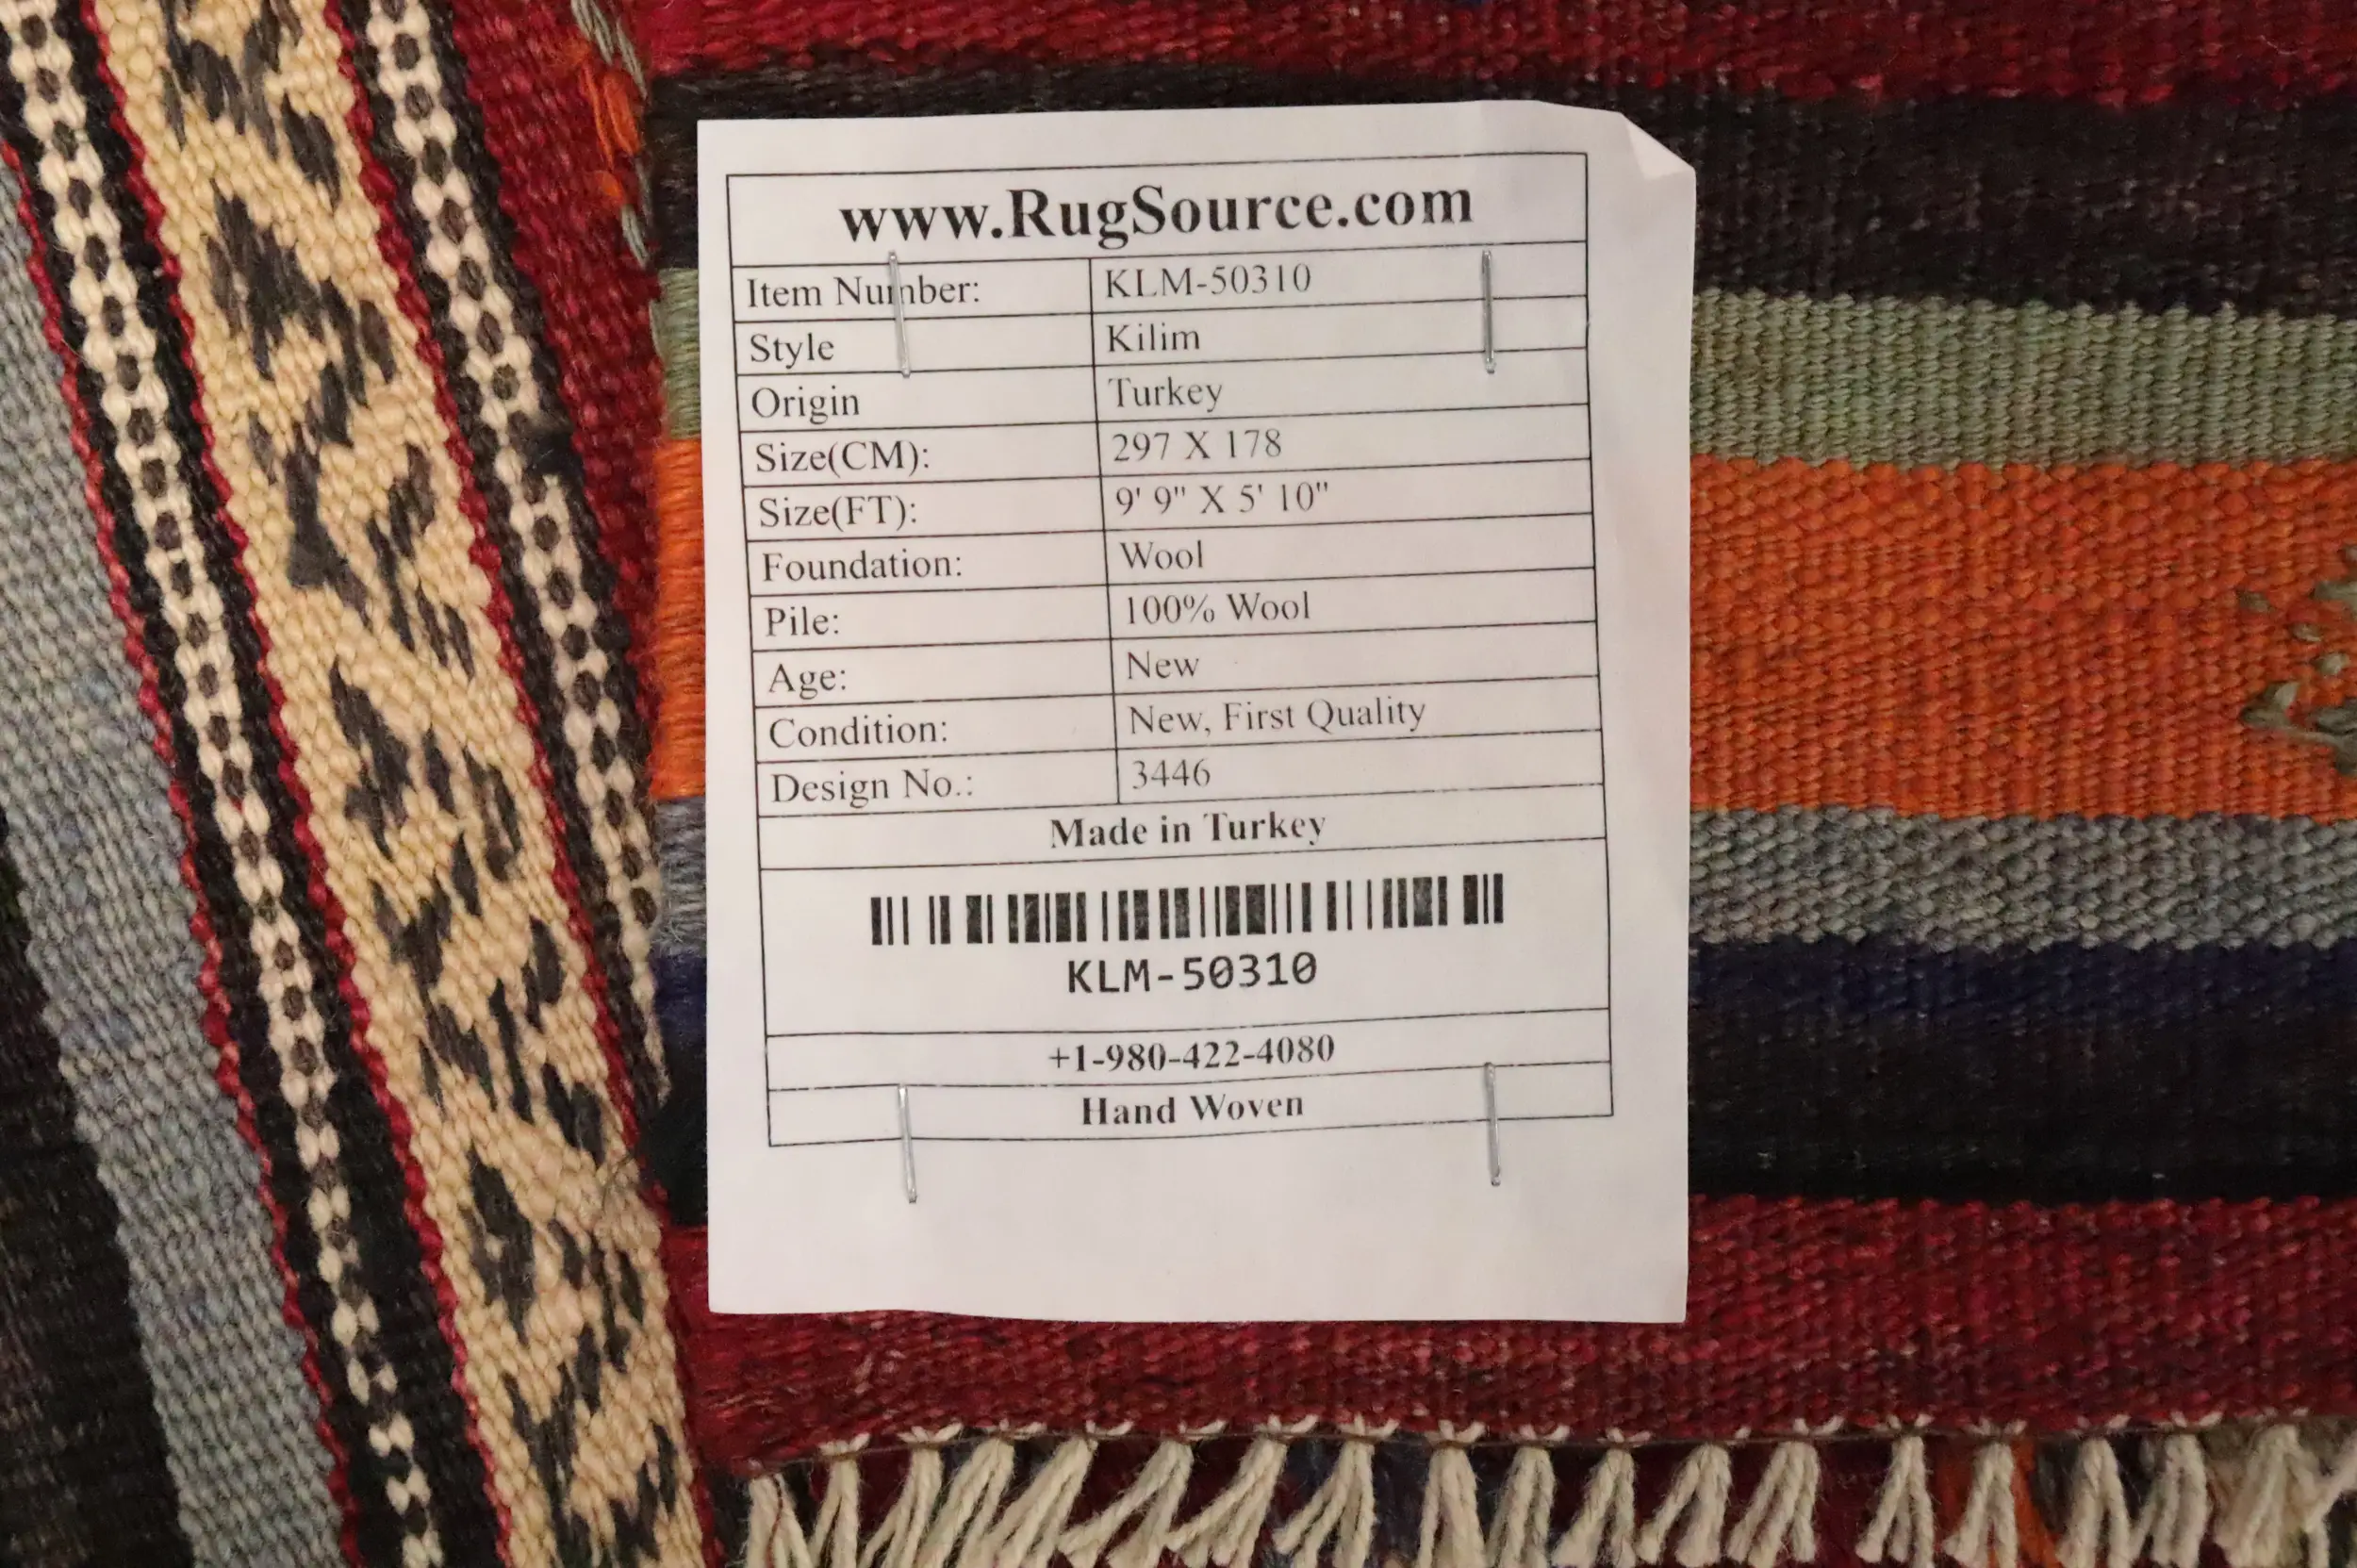 www.RugSource.com
Item Number: KLM-50310
Style Kilim
Origin Turkey
Size(CM): 297 X 178
Size(FT): 9' 9" X 5' 10"
Foundation: Wool
Pile: 100% Wool
Age: New
Condition: New, First Quality
Design No.: 3446
Made in Turkey
KLM-50310
+1-980-422-4080
Hand Woven